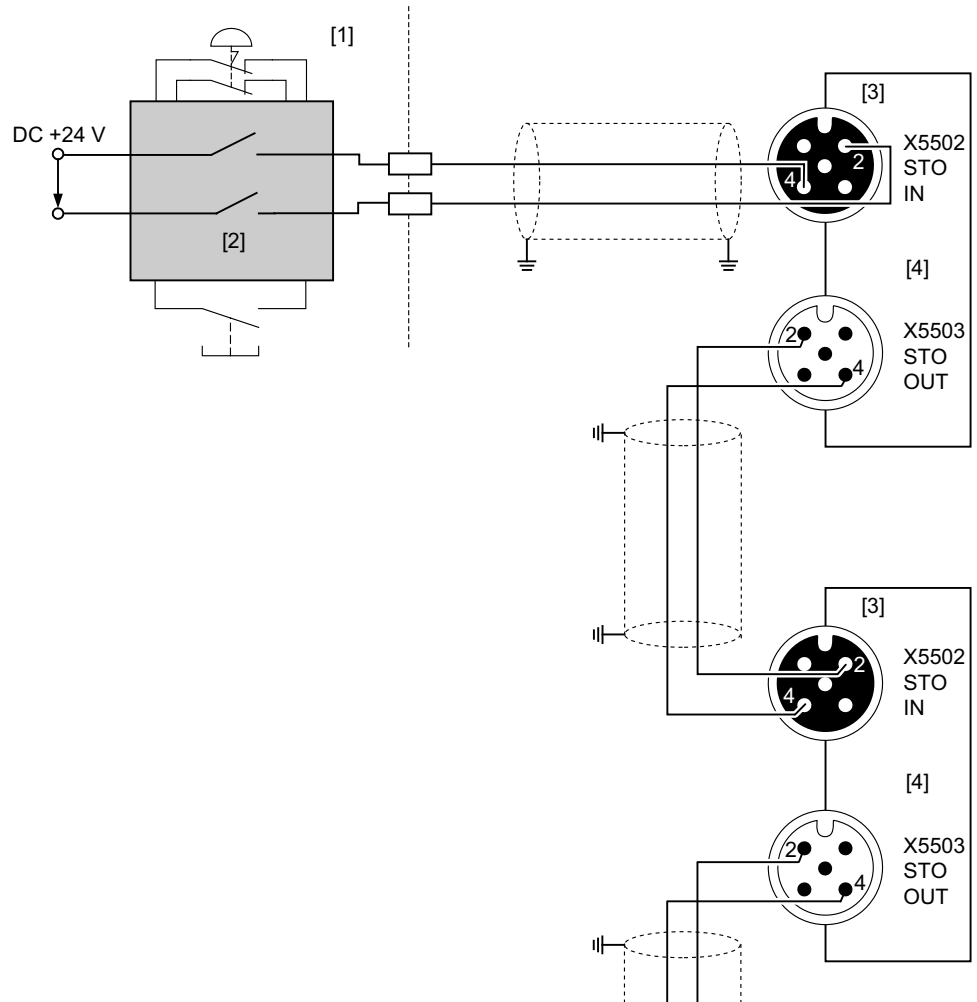 [1]
DC +24 V
[2]
[3]
X5502
STO
IN
2
4
[4]
X5503
STO
OUT
2
4
[3]
X5502
STO
IN
2
4
[4]
X5503
STO
OUT
2
4